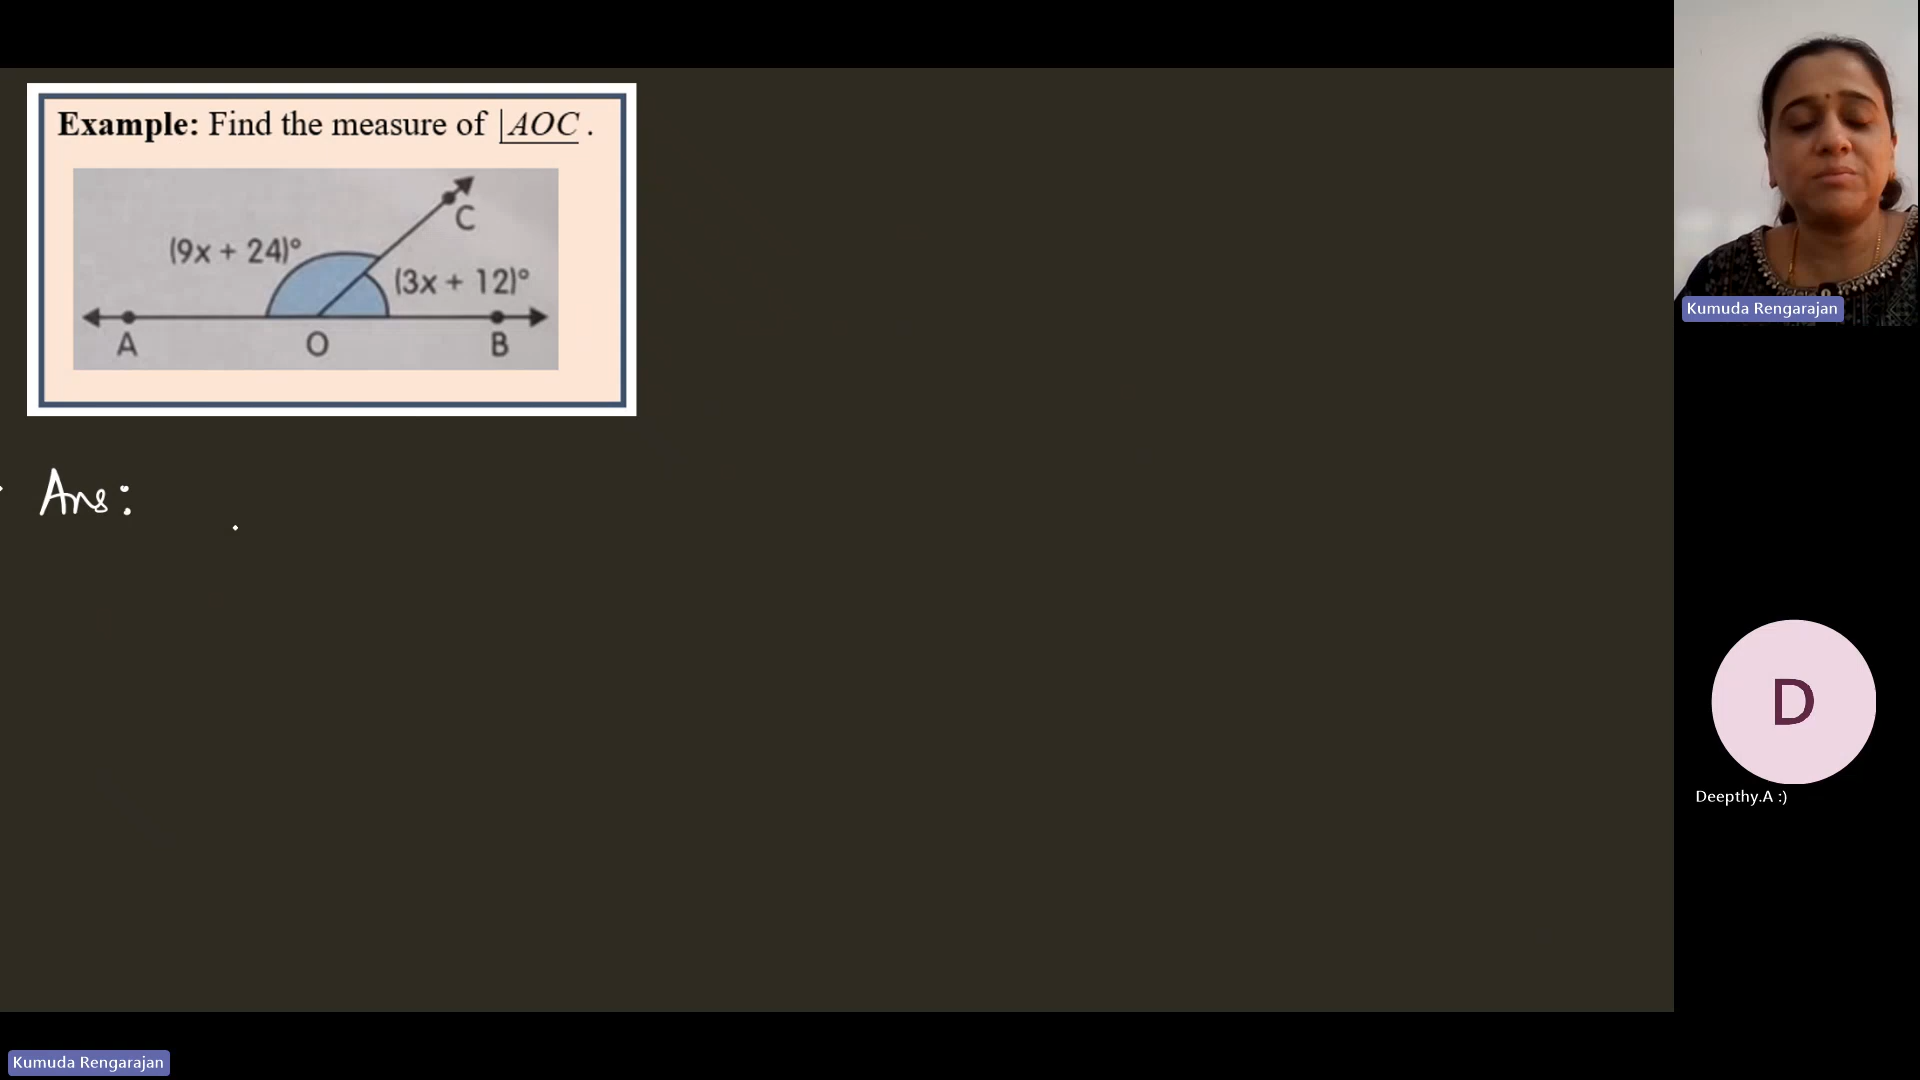 Example: Find the measure of ∠AOC .
C
(9x + 24)°
(3x + 12)°
A O B
Ans:
Kumuda Rengarajan
D
Deepthy.A :)
Kumuda Rengarajan